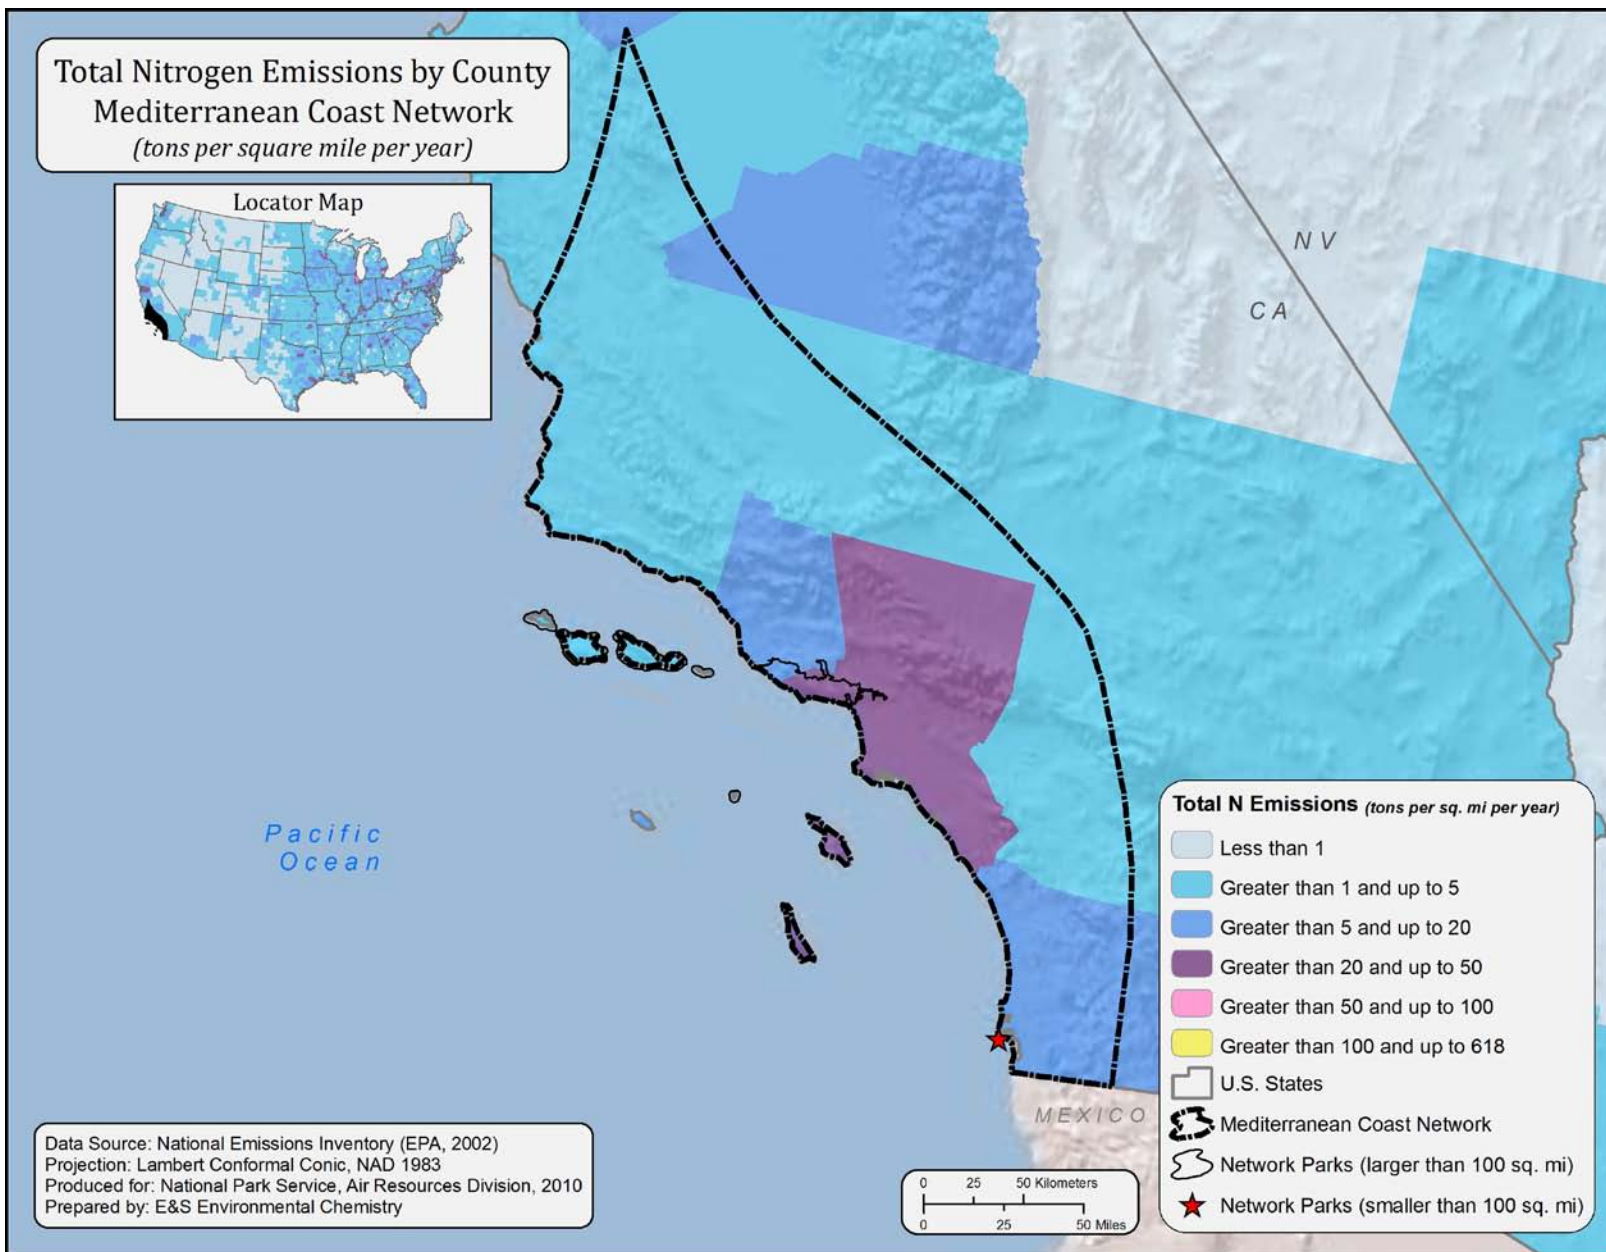 Total Nitrogen Emissions by County
Mediterranean Coast Network
(tons per square mile per year)
Locator Map
NV
CA
Pacific
Ocean
MEXICO
Total N Emissions (tons per sq. mi per year)
Less than 1
Greater than 1 and up to 5
Greater than 5 and up to 20
Greater than 20 and up to 50
Greater than 50 and up to 100
Greater than 100 and up to 618
U.S. States
Mediterranean Coast Network
Network Parks (larger than 100 sq. mi)
Network Parks (smaller than 100 sq. mi)
Data Source: National Emissions Inventory (EPA, 2002)
Projection: Lambert Conformal Conic, NAD 1983
Produced for: National Park Service, Air Resources Division, 2010
Prepared by: E&S Environmental Chemistry
0 25 50 Kilometers
0 25 50 Miles